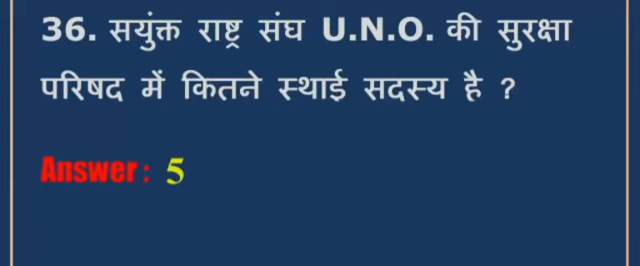 36. सयुंक्त राष्ट्र संघ U.N.O. की सुरक्षा
परिषद में कितने स्थाई सदस्य है ?
Answer : 5